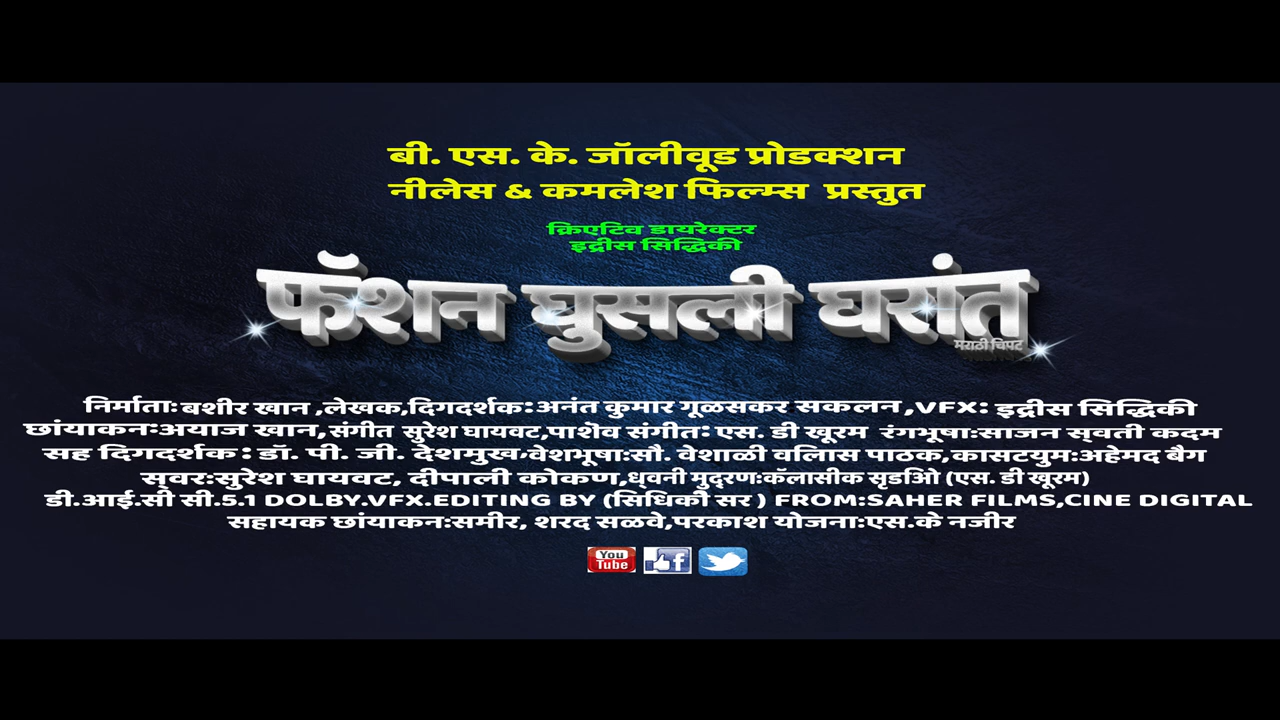 बी. एस. के. जॉलीवूड प्रोडक्शन
नीलेस & कमलेश फिल्म्स प्रस्तुत
क्रिएटिव डायरेक्टर
इद्रीस सिद्धिकी
फॅशन घुसली घरांत
मराठी चिपट
निर्माताः बशीर खान ,लेखक,दिगदर्शकः अनंत कुमार गूळसकर सकलन ,VFX: इद्रीस सिद्धिकी
छांयाकनःअयाज खान, संगीत सुरेश घायवट,पाशॆव संगीतः एस. डी खूरम रंगभूषाःसाजन स्वती कदम
सह दिगदर्शक : डॉ. पी. जी. देशमुख,वेशभूषाःसौ. वेशाळी वलिास पाठक,कासटयुमःअहेमद बैग
स्वरःसुरेश घायवट, दीपाली कोकण,ध्वनी मुद्रणःकॅलासीक सृडिओ (एस. डी खूरम)
डी.आई.सी सी.5.1 DOLBY.VFX.EDITING BY (सिधिकी सर ) FROM:SAHER FILMS,CINE DIGITAL
सहायक छांयाकनःसमीर, शरद सळवे,परकाश योजनाःएस.के नजीर
You Tube
f